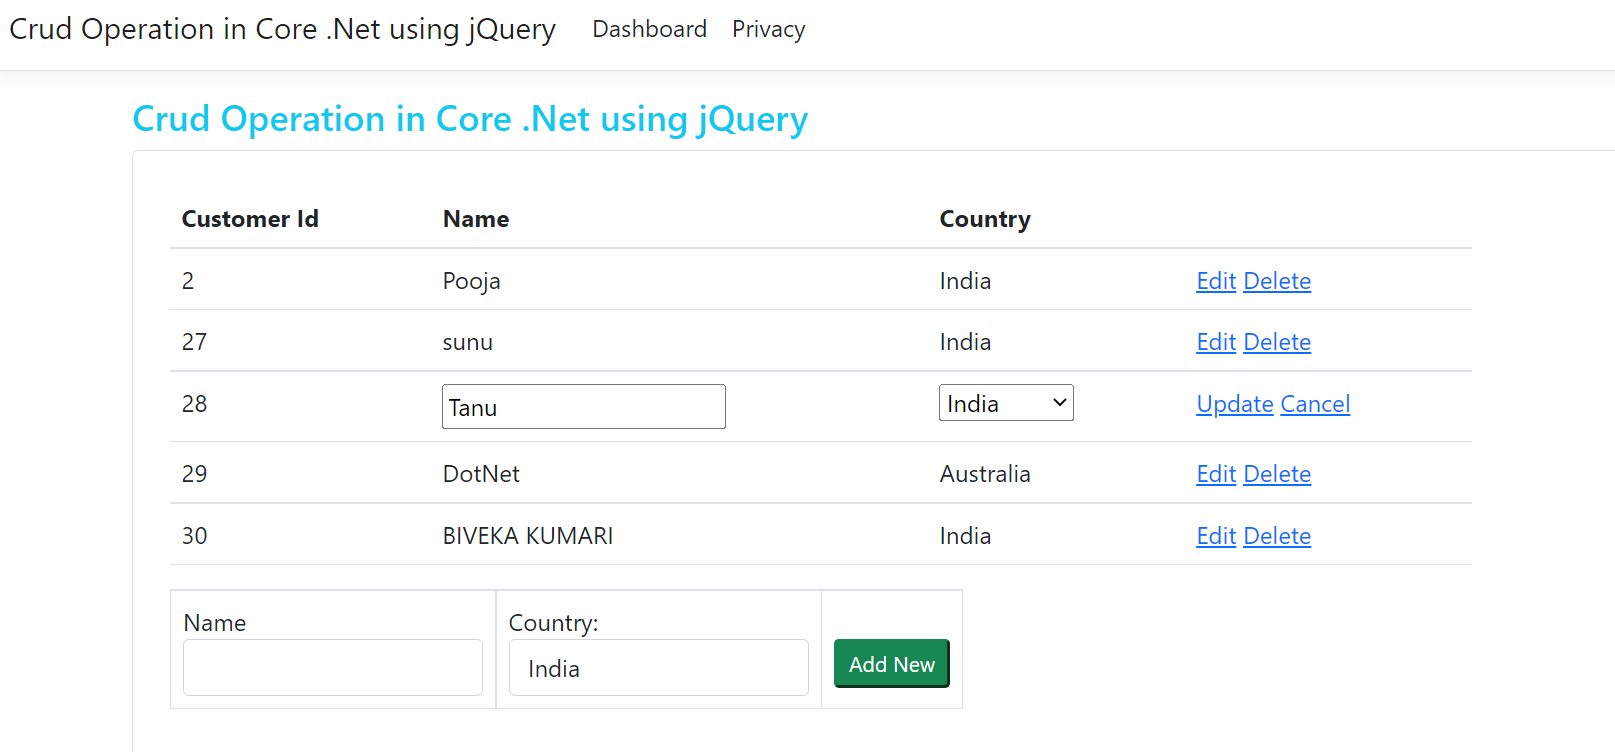 Crud Operation in Core .Net using jQuery Dashboard Privacy
Crud Operation in Core .Net using jQuery
Customer Id Name Country
2 Pooja India Edit Delete
27 sunu India Edit Delete
28 Tanu India Update Cancel
29 DotNet Australia Edit Delete
30 BIVEKA KUMARI India Edit Delete
Name Country:
India Add New